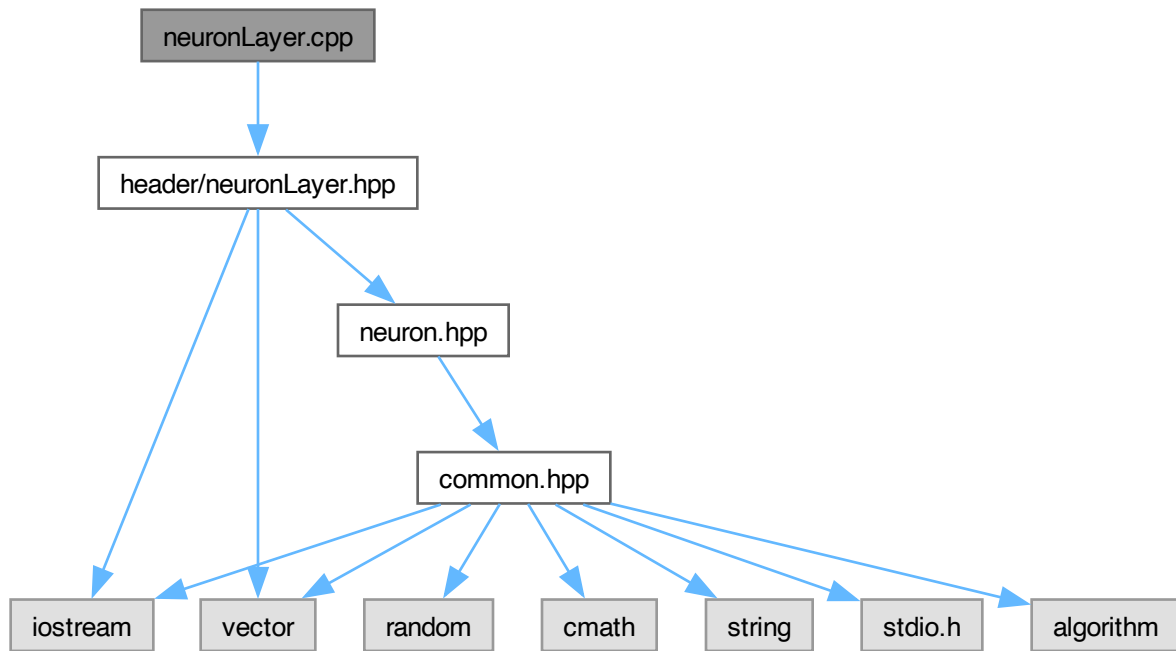 neuronLayer.cpp
header/neuronLayer.hpp
neuron.hpp
common.hpp
iostream
vector
random
cmath
string
stdio.h
algorithm